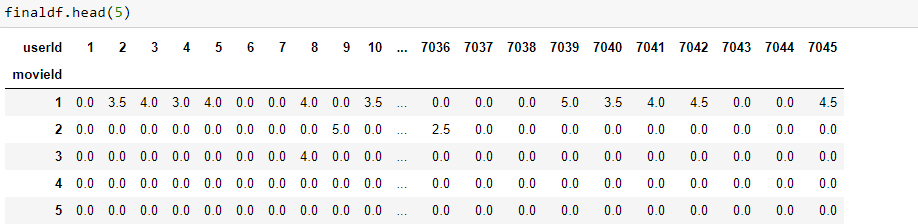 finaldf.head(5)
userId 1 2 3 4 5 6 7 8 9 10 ... 7036 7037 7038 7039 7040 7041 7042 7043 7044 7045
movieId
1 0.0 3.5 4.0 3.0 4.0 0.0 0.0 4.0 0.0 3.5 ... 0.0 0.0 0.0 5.0 3.5 4.0 4.5 0.0 0.0 4.5
2 0.0 0.0 0.0 0.0 0.0 0.0 0.0 0.0 5.0 0.0 ... 2.5 0.0 0.0 0.0 0.0 0.0 0.0 0.0 0.0 0.0
3 0.0 0.0 0.0 0.0 0.0 0.0 0.0 4.0 0.0 0.0 ... 0.0 0.0 0.0 0.0 0.0 0.0 0.0 0.0 0.0 0.0
4 0.0 0.0 0.0 0.0 0.0 0.0 0.0 0.0 0.0 0.0 ... 0.0 0.0 0.0 0.0 0.0 0.0 0.0 0.0 0.0 0.0
5 0.0 0.0 0.0 0.0 0.0 0.0 0.0 0.0 0.0 0.0 ... 0.0 0.0 0.0 0.0 0.0 0.0 0.0 0.0 0.0 0.0